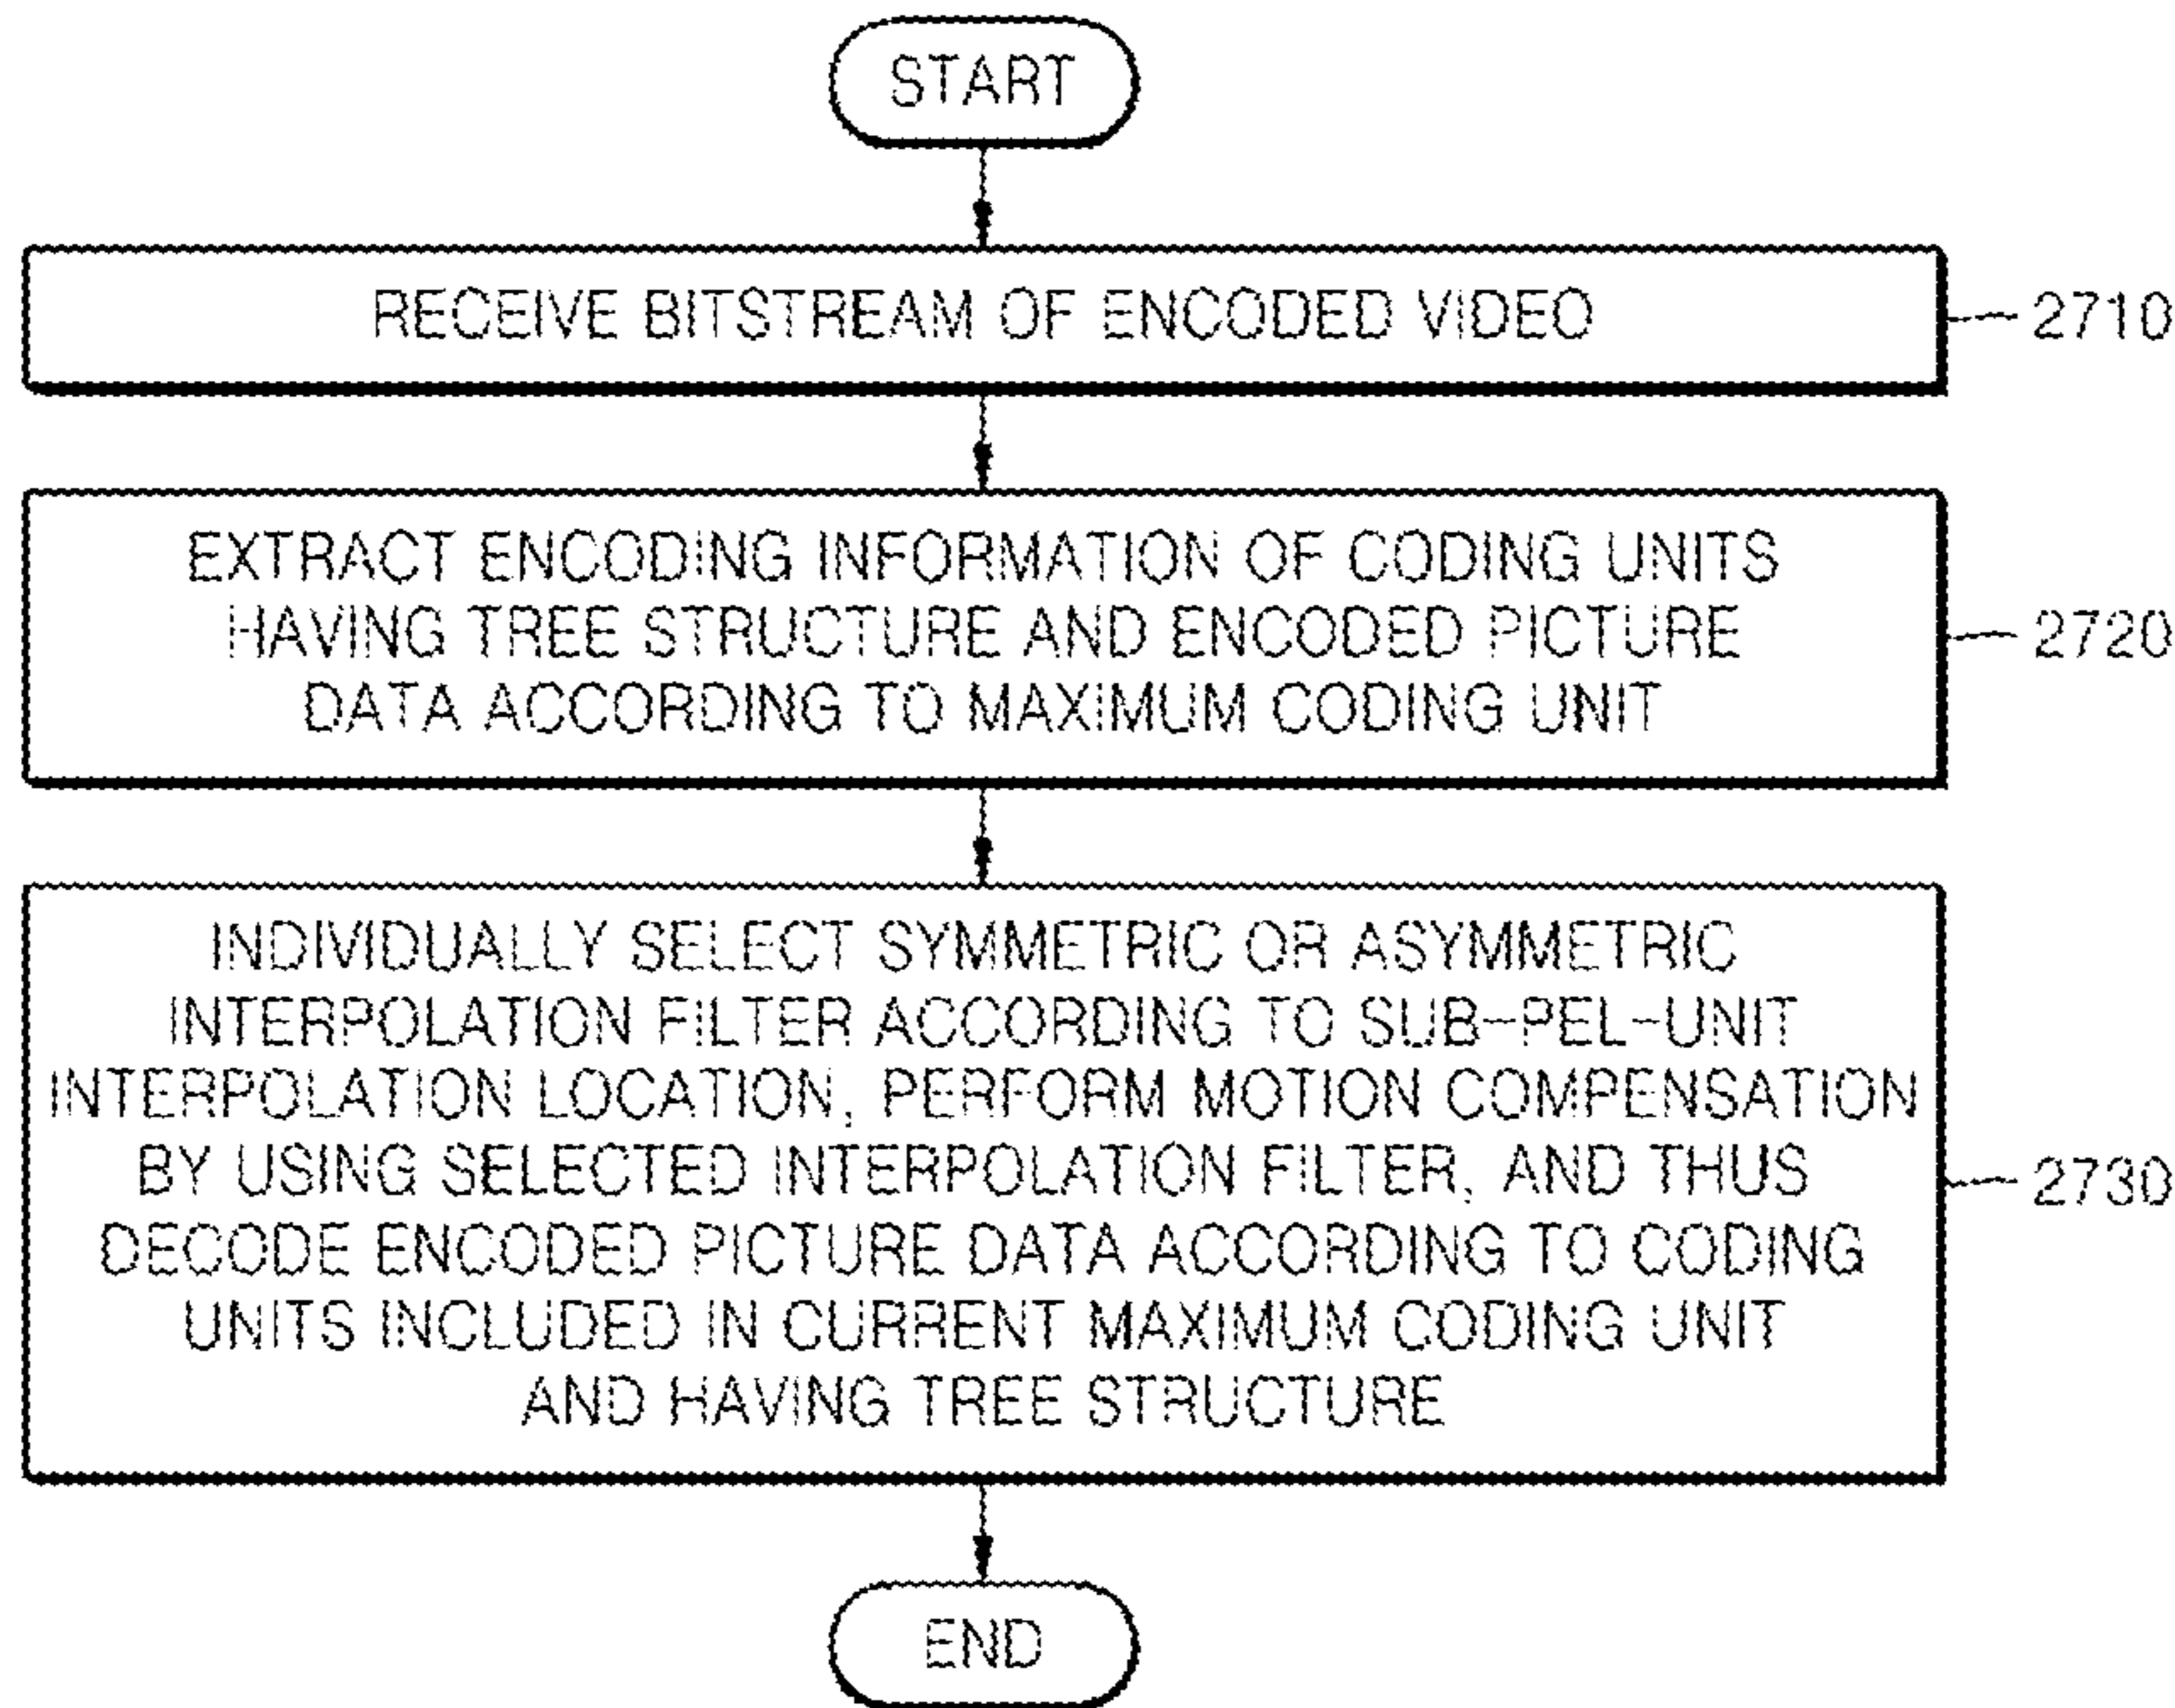 START
RECEIVE BITSTREAM OF ENCODED VIDEO
2710
EXTRACT ENCODING INFORMATION OF CODING UNITS
HAVING TREE STRUCTURE AND ENCODED PICTURE
DATA ACCORDING TO MAXIMUM CODING UNIT
2720
INDIVIDUALLY SELECT SYMMETRIC OR ASYMMETRIC
INTERPOLATION FILTER ACCORDING TO SUB-PEL-UNIT
INTERPOLATION LOCATION, PERFORM MOTION COMPENSATION
BY USING SELECTED INTERPOLATION FILTER, AND THUS
DECODE ENCODED PICTURE DATA ACCORDING TO CODING
UNITS INCLUDED IN CURRENT MAXIMUM CODING UNIT
AND HAVING TREE STRUCTURE
2730
END